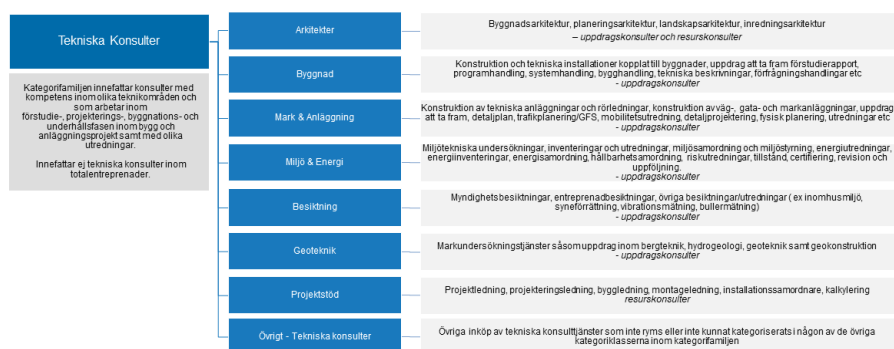 Tekniska Konsulter
Kategorifamiljen innefattar konsulter med
kompetens inom olika teknikområden och
som arbetar inom
förstudie-, projekterings-, byggnations- och
underhållsfasen inom bygg och
anläggningsprojekt samt med olika
utredningar.
Innefattar ej tekniska konsulter inom
totalentreprenader.
Arkitekter
Byggnadsarkitektur, planeringsarkitektur, landskapsarkitektur, inredningsarkitektur
– uppdragskonsulter och resurskonsulter
Byggnad
Konstruktion och tekniska installationer kopplat till byggnader, uppdrag att ta fram förstudierapport,
programhandling, systemhandling, bygghandling, tekniska beskrivningar, förfrågningshandlingar etc
- uppdragskonsulter
Mark & Anläggning
Konstruktion av tekniska anläggningar och rörledningar, konstruktion av väg-, gata- och markanläggningar, uppdrag
att ta fram, detaljplan, trafikplanering/GFS, mobilitetsutredning, detaljprojektering, fysisk planering, utredningar etc
- uppdragskonsulter
Miljö & Energi
Miljötekniska undersökningar, inventeringar och utredningar, miljösamordning och miljöstyrning, energiutredningar,
energiinventeringar, energisamordning, hållbarhetsamordning, riskutredningar, tillstånd, certifiering, revision och
uppföljning.
- uppdragskonsulter
Besiktning
Myndighetsbesiktningar, entreprenadbesiktningar, övriga besiktningar/utredningar ( ex inomhusmiljö,
syneförrättning, vibrationsmätning, bullermätning)
- uppdragskonsulter
Geoteknik
Markundersökningstjänster såsom uppdrag inom bergteknik, hydrogeologi, geoteknik samt geokonstruktion
- uppdragskonsulter
Projektstöd
Projektledning, projekteringsledning, byggledning, montageledning, installationssamordnare, kalkylering
resurskonsulter
Övrigt - Tekniska konsulter
Övriga inköp av tekniska konsulttjänster som inte ryms eller inte kunnat kategoriserats i någon av de övriga
kategoriklasserna inom kategorifamiljen